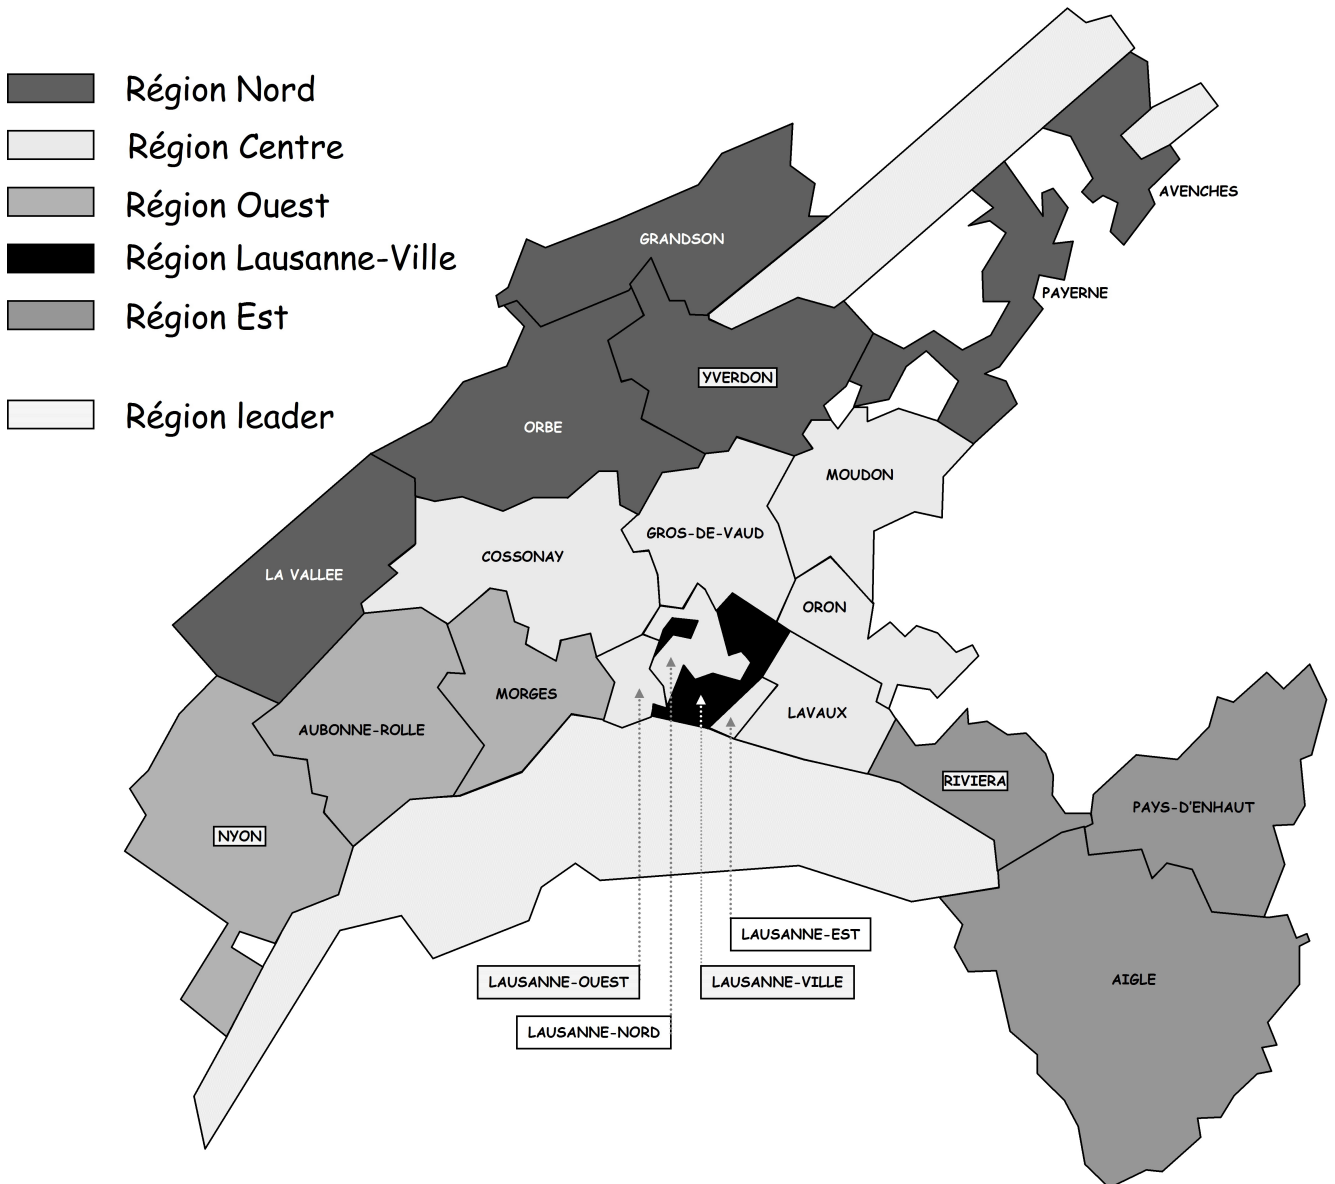 Région Nord
Région Centre
Région Ouest
Région Lausanne-Ville
Région Est
Région leader
AVENCHES
GRANDSON
PAYERNE
YVERDON
ORBE
MOUDON
GROS-DE-VAUD
COSSONAY
LA VALLEE
ORON
MORGES
LAVAUX
AUBONNE-ROLLE
RIVIERA
PAYS-D'ENHAUT
NYON
LAUSANNE-EST
AIGLE
LAUSANNE-OUEST
LAUSANNE-VILLE
LAUSANNE-NORD